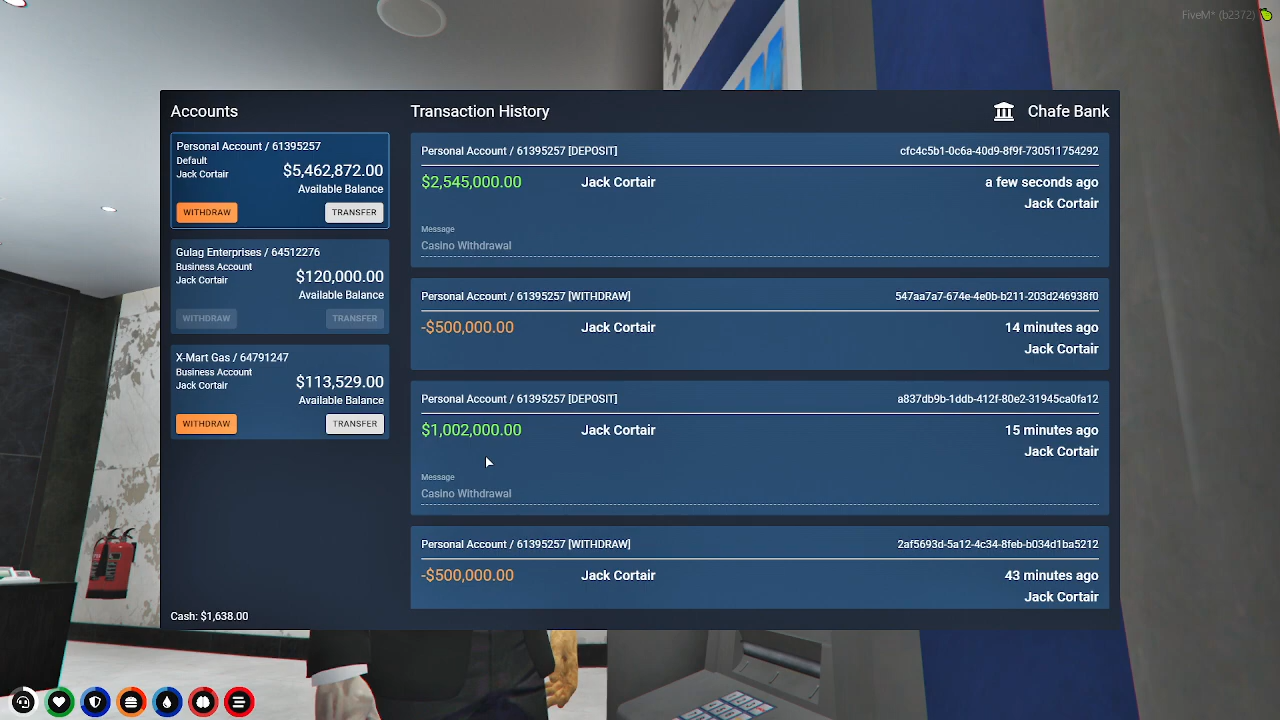 FiveM* (b2372)
Accounts
Transaction History
Chafe Bank
Personal Account / 61395257
Default
Jack Cortair
$5,462,872.00
Available Balance
WITHDRAW
TRANSFER
Gulag Enterprises / 64512276
Business Account
Jack Cortair
$120,000.00
Available Balance
WITHDRAW
TRANSFER
X-Mart Gas / 64791247
Business Account
Jack Cortair
$113,529.00
Available Balance
WITHDRAW
TRANSFER
Cash: $1,638.00
Personal Account / 61395257 [DEPOSIT]
cfc4c5b1-0c6a-40d9-8f9f-730511754292
$2,545,000.00
Jack Cortair
a few seconds ago
Jack Cortair
Message
Casino Withdrawal
Personal Account / 61395257 [WITHDRAW]
547aa7a7-674e-4e0b-b211-203d246938f0
-$500,000.00
Jack Cortair
14 minutes ago
Jack Cortair
Personal Account / 61395257 [DEPOSIT]
a837db9b-1ddb-412f-80e2-31945ca0fa12
$1,002,000.00
Jack Cortair
15 minutes ago
Jack Cortair
Message
Casino Withdrawal
Personal Account / 61395257 [WITHDRAW]
2af5693d-5a12-4c34-8feb-b034d1ba5212
-$500,000.00
Jack Cortair
43 minutes ago
Jack Cortair